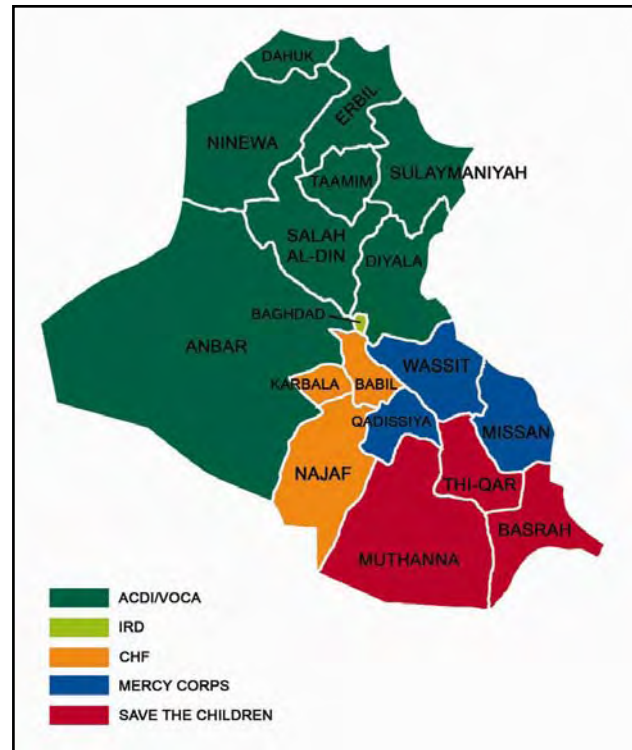 DAHUK
ERBIL
NINEWA
TAAMIM
SULAYMANIYAH
SALAH
AL-DIN
DIYALA
BAGHDAD
ANBAR
WASSIT
KARBALA
BABIL
QADISSIYA
MISSAN
NAJAF
THI-QAR
BASRAH
MUTHANNA
ACDI/VOCA
IRD
CHF
MERCY CORPS
SAVE THE CHILDREN